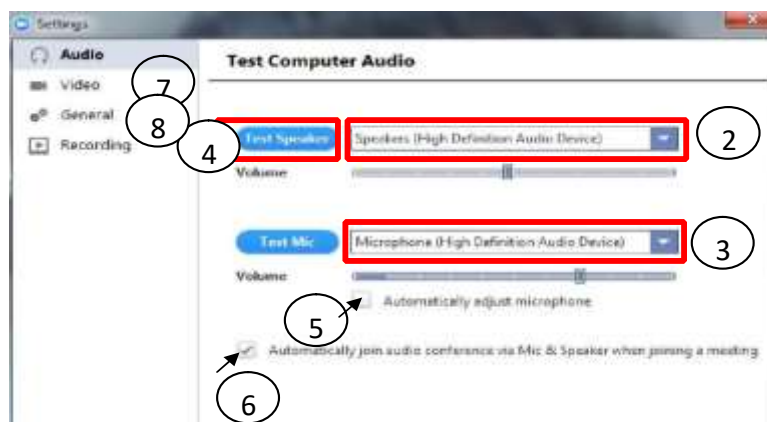 Settings
Audio
Test Computer Audio
Video
7
General
8
4
Test Speaker
Speakers (High Definition Audio Device)
2
Recording
Volume
Test Mic
Microphone (High Definition Audio Device)
3
Volume
Automatically adjust microphone
5
Automatically join audio conference via Mic & Speaker when joining a meeting
6